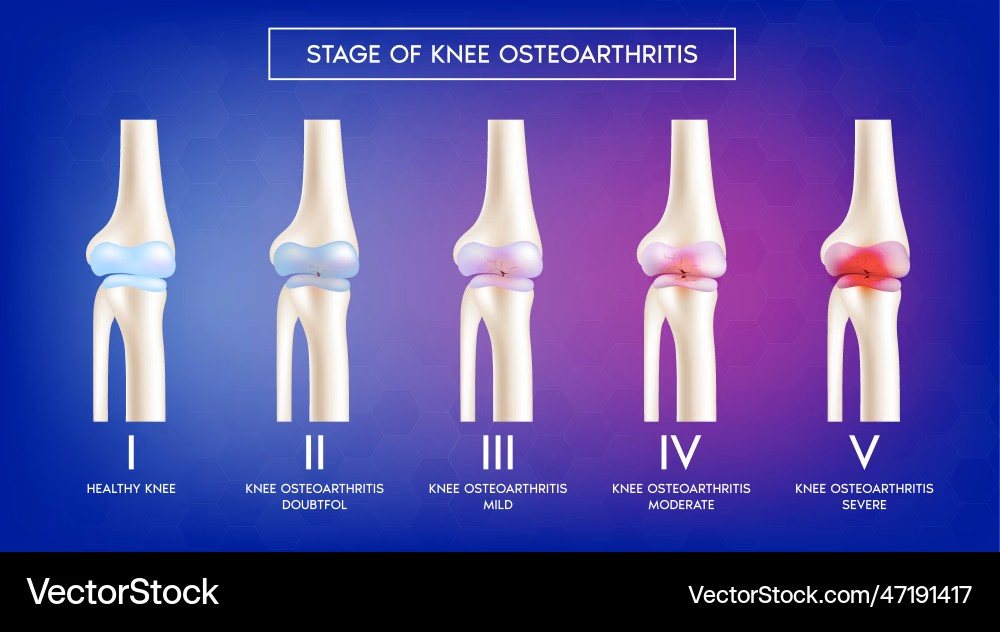 STAGE OF KNEE OSTEOARTHRITIS
I
HEALTHY KNEE
II
KNEE OSTEOARTHRITIS
DOUBTFOL
III
KNEE OSTEOARTHRITIS
MILD
IV
KNEE OSTEOARTHRITIS
MODERATE
V
KNEE OSTEOARTHRITIS
SEVERE
VectorStock
VectorStock.com/47191417